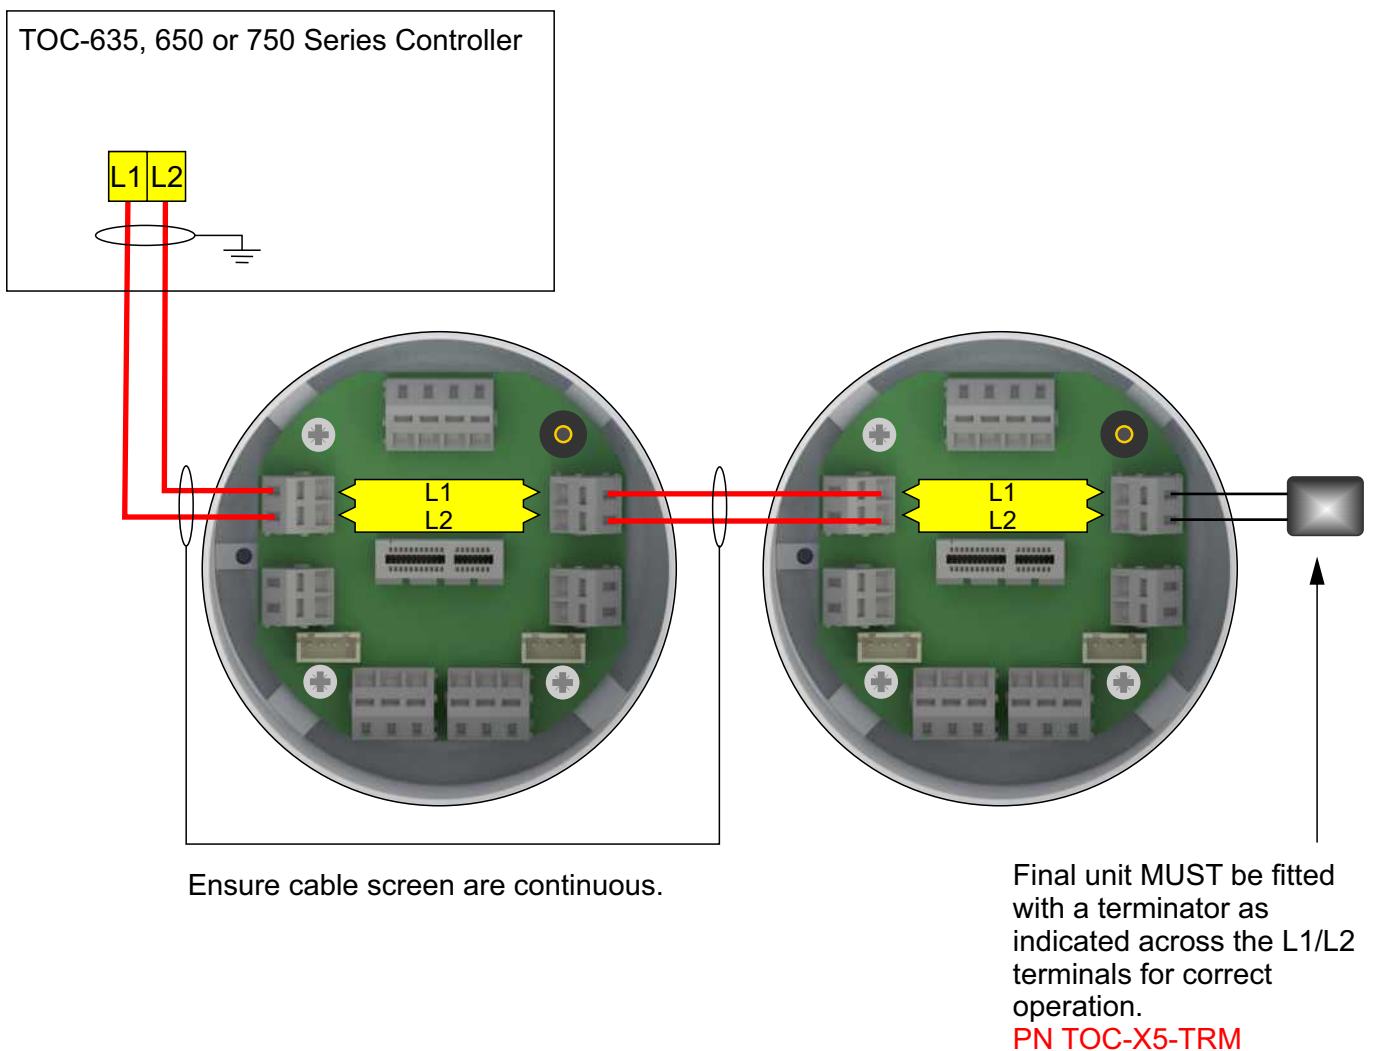 TOC-635, 650 or 750 Series Controller
L1 L2
L1
L2
L1
L2
Ensure cable screen are continuous.
Final unit MUST be fitted
with a terminator as
indicated across the L1/L2
terminals for correct
operation.
PN TOC-X5-TRM